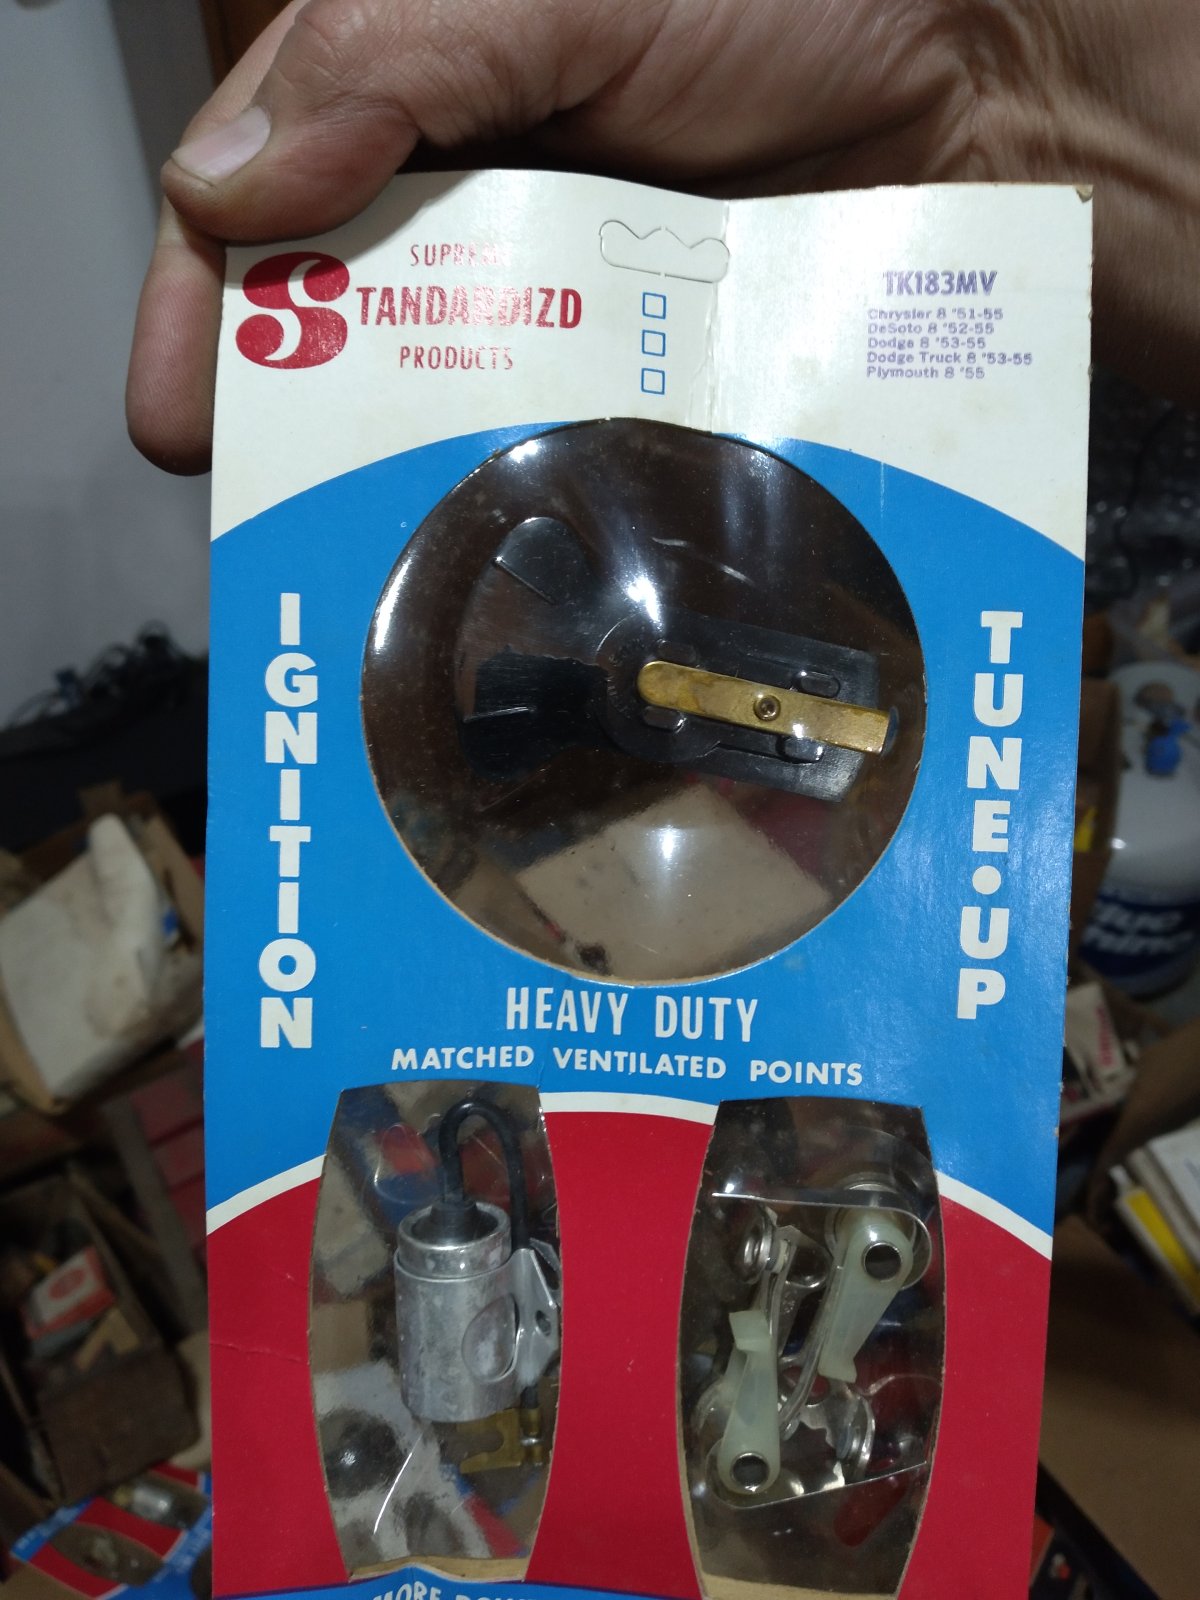 SUPREME
STANDARDIZD
PRODUCTS
TK183MV
Chrysler 8 '51-55
DeSoto 8 '52-55
Dodge 8 '53-55
Dodge Truck 8 '53-55
Plymouth 8 '55
IGNITION
TUNE•UP
HEAVY DUTY
MATCHED VENTILATED POINTS
MORE